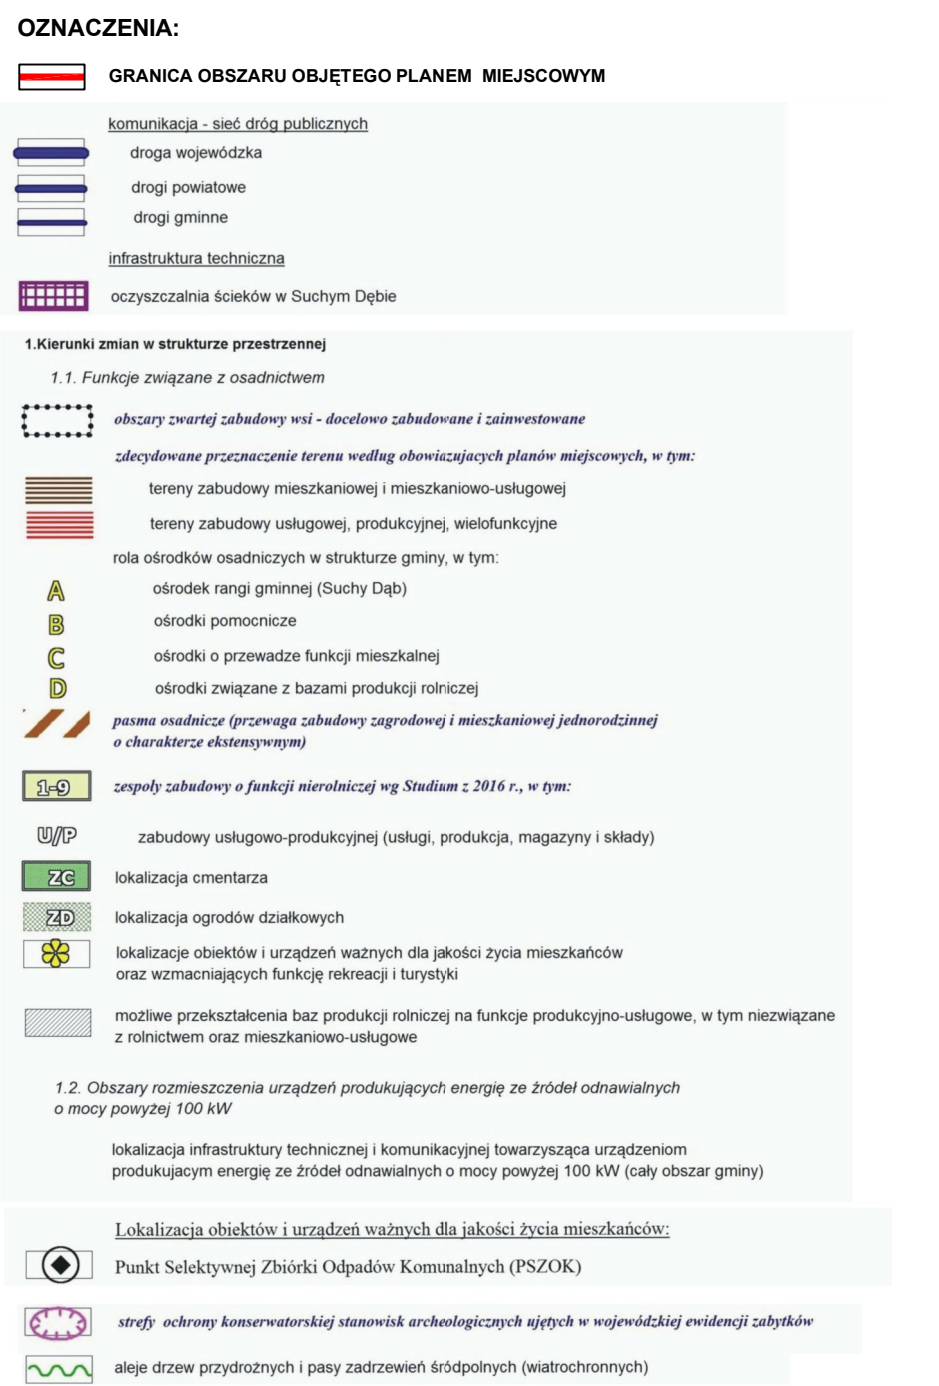 OZNACZENIA:
GRANICA OBSZARU OBJĘTEGO PLANEM MIEJSCOWYM
komunikacja - sieć dróg publicznych
droga wojewódzka
drogi powiatowe
drogi gminne
infrastruktura techniczna
oczyszczalnia ścieków w Suchym Dębie
1.Kierunki zmian w strukturze przestrzennej
1.1. Funkcje związane z osadnictwem
obszary zwartej zabudowy wsi - docelowo zabudowane i zainwestowane
zdecydowane przeznaczenie terenu według obowiazujacych planów miejscowych, w tym:
tereny zabudowy mieszkaniowej i mieszkaniowo-usługowej
tereny zabudowy usługowej, produkcyjnej, wielofunkcyjne
rola ośrodków osadniczych w strukturze gminy, w tym:
A ośrodek rangi gminnej (Suchy Dąb)
B ośrodki pomocnicze
C ośrodki o przewadze funkcji mieszkalnej
D ośrodki związane z bazami produkcji rolniczej
pasma osadnicze (przewaga zabudowy zagrodowej i mieszkaniowej jednorodzinnej
o charakterze ekstensywnym)
1-9 zespoły zabudowy o funkcji nierolniczej wg Studium z 2016 r., w tym:
U/P zabudowy usługowo-produkcyjnej (usługi, produkcja, magazyny i składy)
ZC lokalizacja cmentarza
ZD lokalizacja ogrodów działkowych
lokalizacje obiektów i urządzeń ważnych dla jakości życia mieszkańców
oraz wzmacniających funkcję rekreacji i turystyki
możliwe przekształcenia baz produkcji rolniczej na funkcje produkcyjno-usługowe, w tym niezwiązane
z rolnictwem oraz mieszkaniowo-usługowe
1.2. Obszary rozmieszczenia urządzeń produkujących energię ze źródeł odnawialnych
o mocy powyżej 100 kW
lokalizacja infrastruktury technicznej i komunikacyjnej towarzysząca urządzeniom
produkujacym energię ze źródeł odnawialnych o mocy powyżej 100 kW (cały obszar gminy)
Lokalizacja obiektów i urządzeń ważnych dla jakości życia mieszkańców:
Punkt Selektywnej Zbiórki Odpadów Komunalnych (PSZOK)
strefy ochrony konserwatorskiej stanowisk archeologicznych ujętych w wojewódzkiej ewidencji zabytków
aleje drzew przydrożnych i pasy zadrzewień śródpolnych (wiatrochronnych)